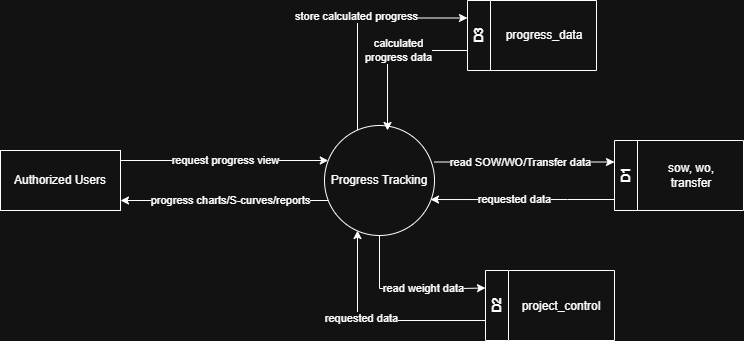 store calculated progress
D3
progress_data
calculated
progress data
request progress view
Authorized Users
progress charts/S-curves/reports
Progress Tracking
read SOW/WO/Transfer data
requested data
D1
sow, wo,
transfer
read weight data
requested data
D2
project_control